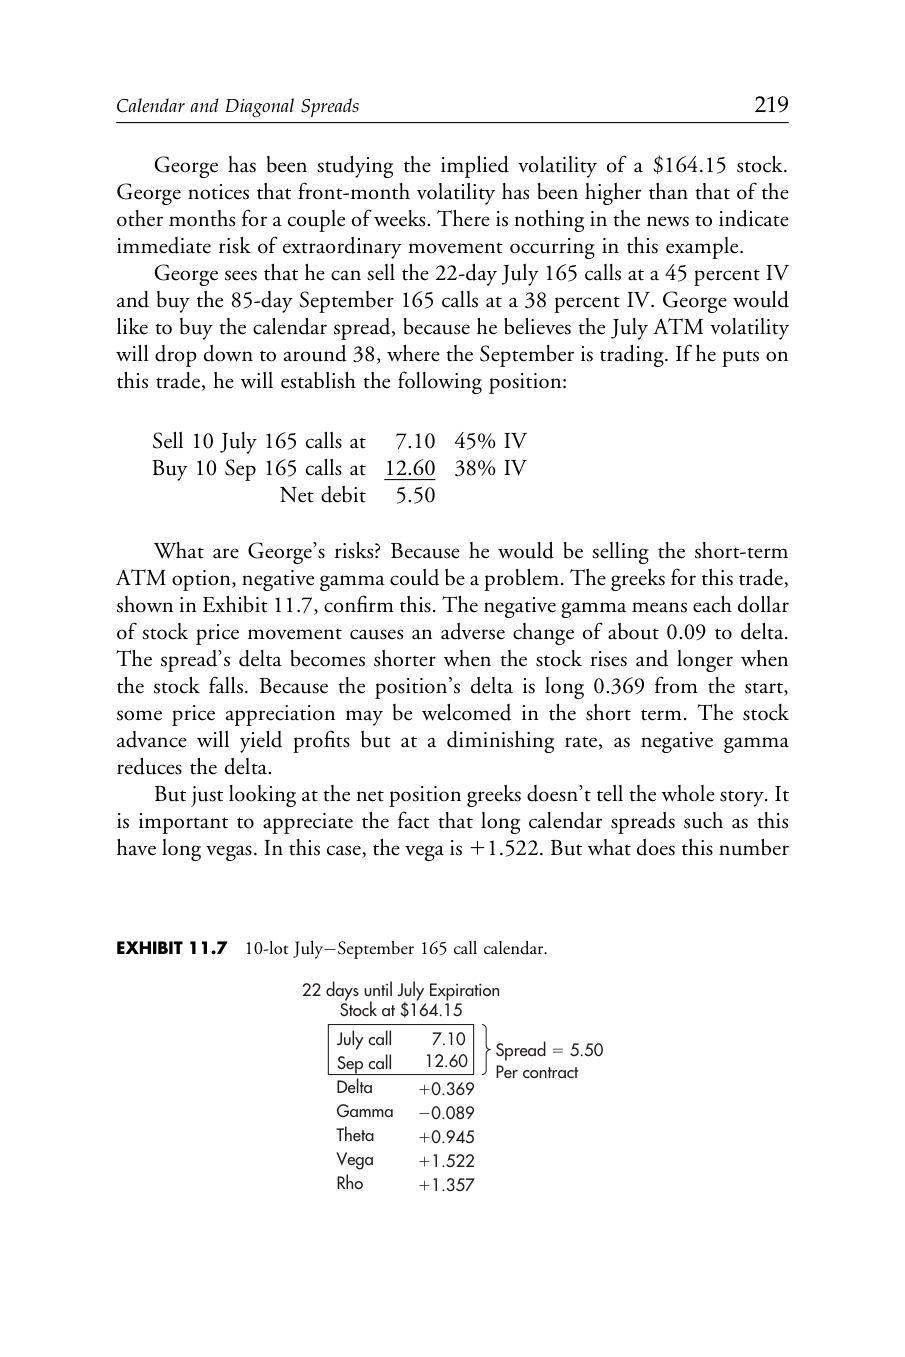 Calendar and Diagonal Spreads 219
George has been studying the implied volatility of a $164.15 stock.
George notices that front-month volatility has been higher than that of the
other months for a couple of weeks. There is nothing in the news to indicate
immediate risk of extraordinary movement occurring in this example.
George sees that he can sell the 22-day July 165 calls at a 45 percent IV
and buy the 85-day September 165 calls at a 38 percent IV. George would
like to buy the calendar spread, because he believes the July ATM volatility
will drop down to around 38, where the September is trading. If he puts on
this trade, he will establish the following position:
Sell 10 July 165 calls at 7.10 45% IV
Buy 10 Sep 165 calls at 12.60 38% IV
Net debit 5.50
What are George’s risks? Because he would be selling the short-term
ATM option, negative gamma could be a problem. The greeks for this trade,
shown in Exhibit 11.7, confirm this. The negative gamma means each dollar
of stock price movement causes an adverse change of about 0.09 to delta.
The spread’s delta becomes shorter when the stock rises and longer when
the stock falls. Because the position’s delta is long 0.369 from the start,
some price appreciation may be welcomed in the short term. The stock
advance will yield profits but at a diminishing rate, as negative gamma
reduces the delta.
But just looking at the net position greeks doesn’t tell the whole story. It
is important to appreciate the fact that long calendar spreads such as this
have long vegas. In this case, the vega is +1.522. But what does this number
EXHIBIT 11.7 10-lot July–September 165 call calendar.
22 days until July Expiration
Stock at $164.15
July call 7.10
Sep call 12.60
Spread = 5.50
Per contract
Delta +0.369
Gamma −0.089
Theta +0.945
Vega +1.522
Rho +1.357